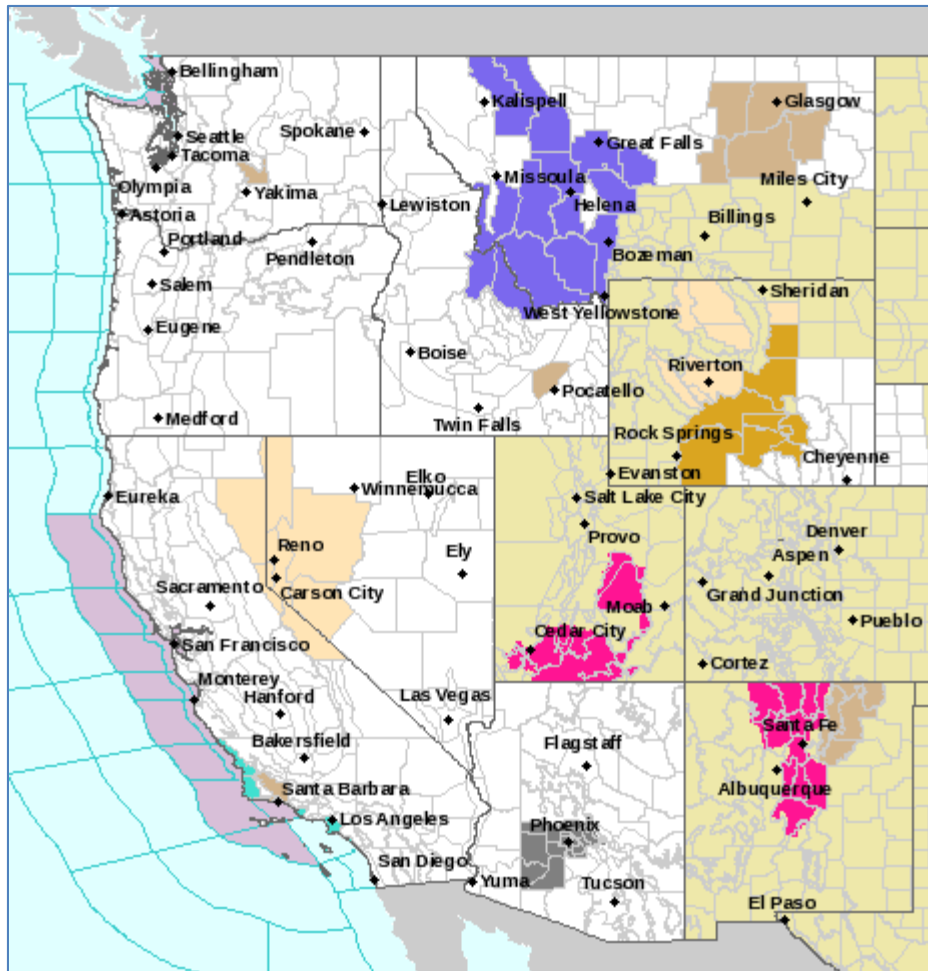 Bellingham
Kalispell
Glasgow
Seattle
Spokane
Great Falls
Tacoma
Missoula
Miles City
Olympia
Yakima
Helena
Lewiston
Astoria
Billings
Portland
Pendleton
Bozeman
Salem
Sheridan
West Yellowstone
Eugene
Boise
Riverton
Pocatello
Medford
Twin Falls
Rock Springs
Cheyenne
Evanston
Elko
Winnemucca
Eureka
Salt Lake City
Provo
Denver
Reno
Ely
Aspen
Sacramento
Carson City
Moab
Grand Junction
Pueblo
San Francisco
Cedar City
Cortez
Monterey
Hanford
Las Vegas
Santa Fe
Bakersfield
Flagstaff
Santa Barbara
Albuquerque
Los Angeles
Phoenix
San Diego
Yuma
Tucson
El Paso